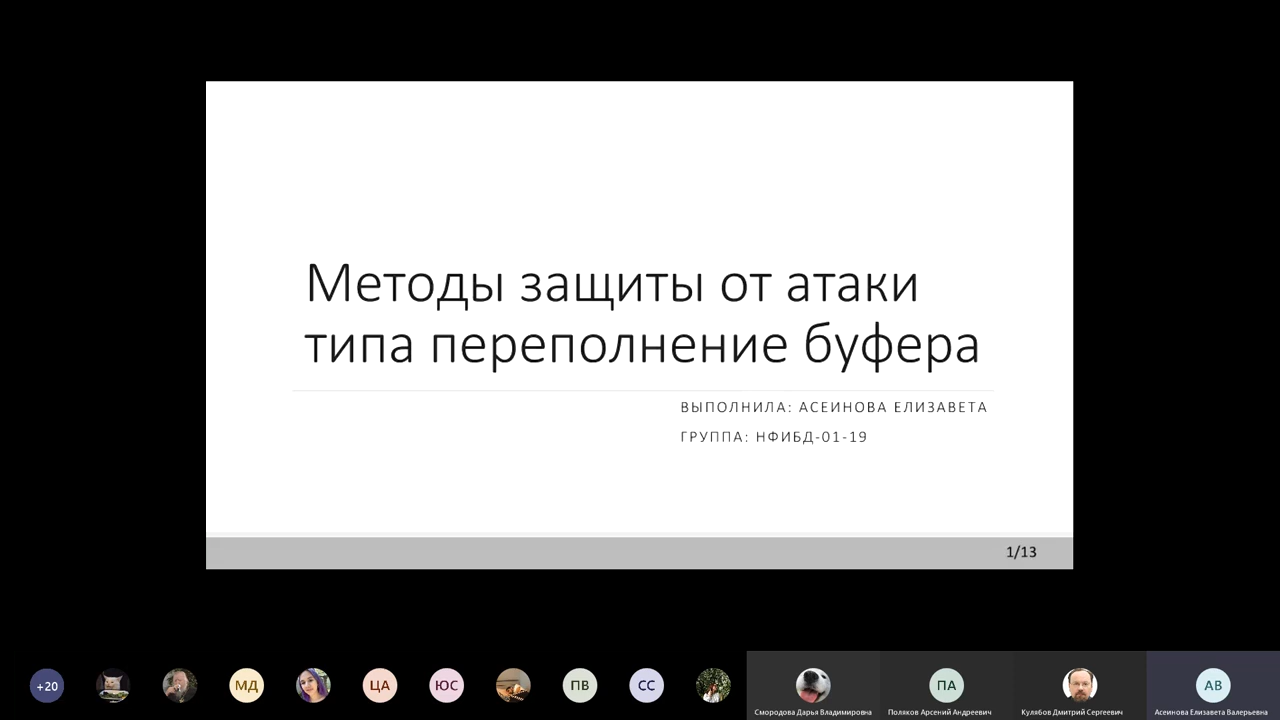 Методы защиты от атаки
типа переполнение буфера
ВЫПОЛНИЛА: АСЕИНОВА ЕЛИЗАВЕТА
ГРУППА: НФИБД-01-19
1/13
+20
МД
ЦА
ЮС
ПВ
СС
ПА
АВ
Смородова Дарья Владимировна
Поляков Арсений Андреевич
Кулябов Дмитрий Сергеевич
Асеинова Елизавета Валерьевна